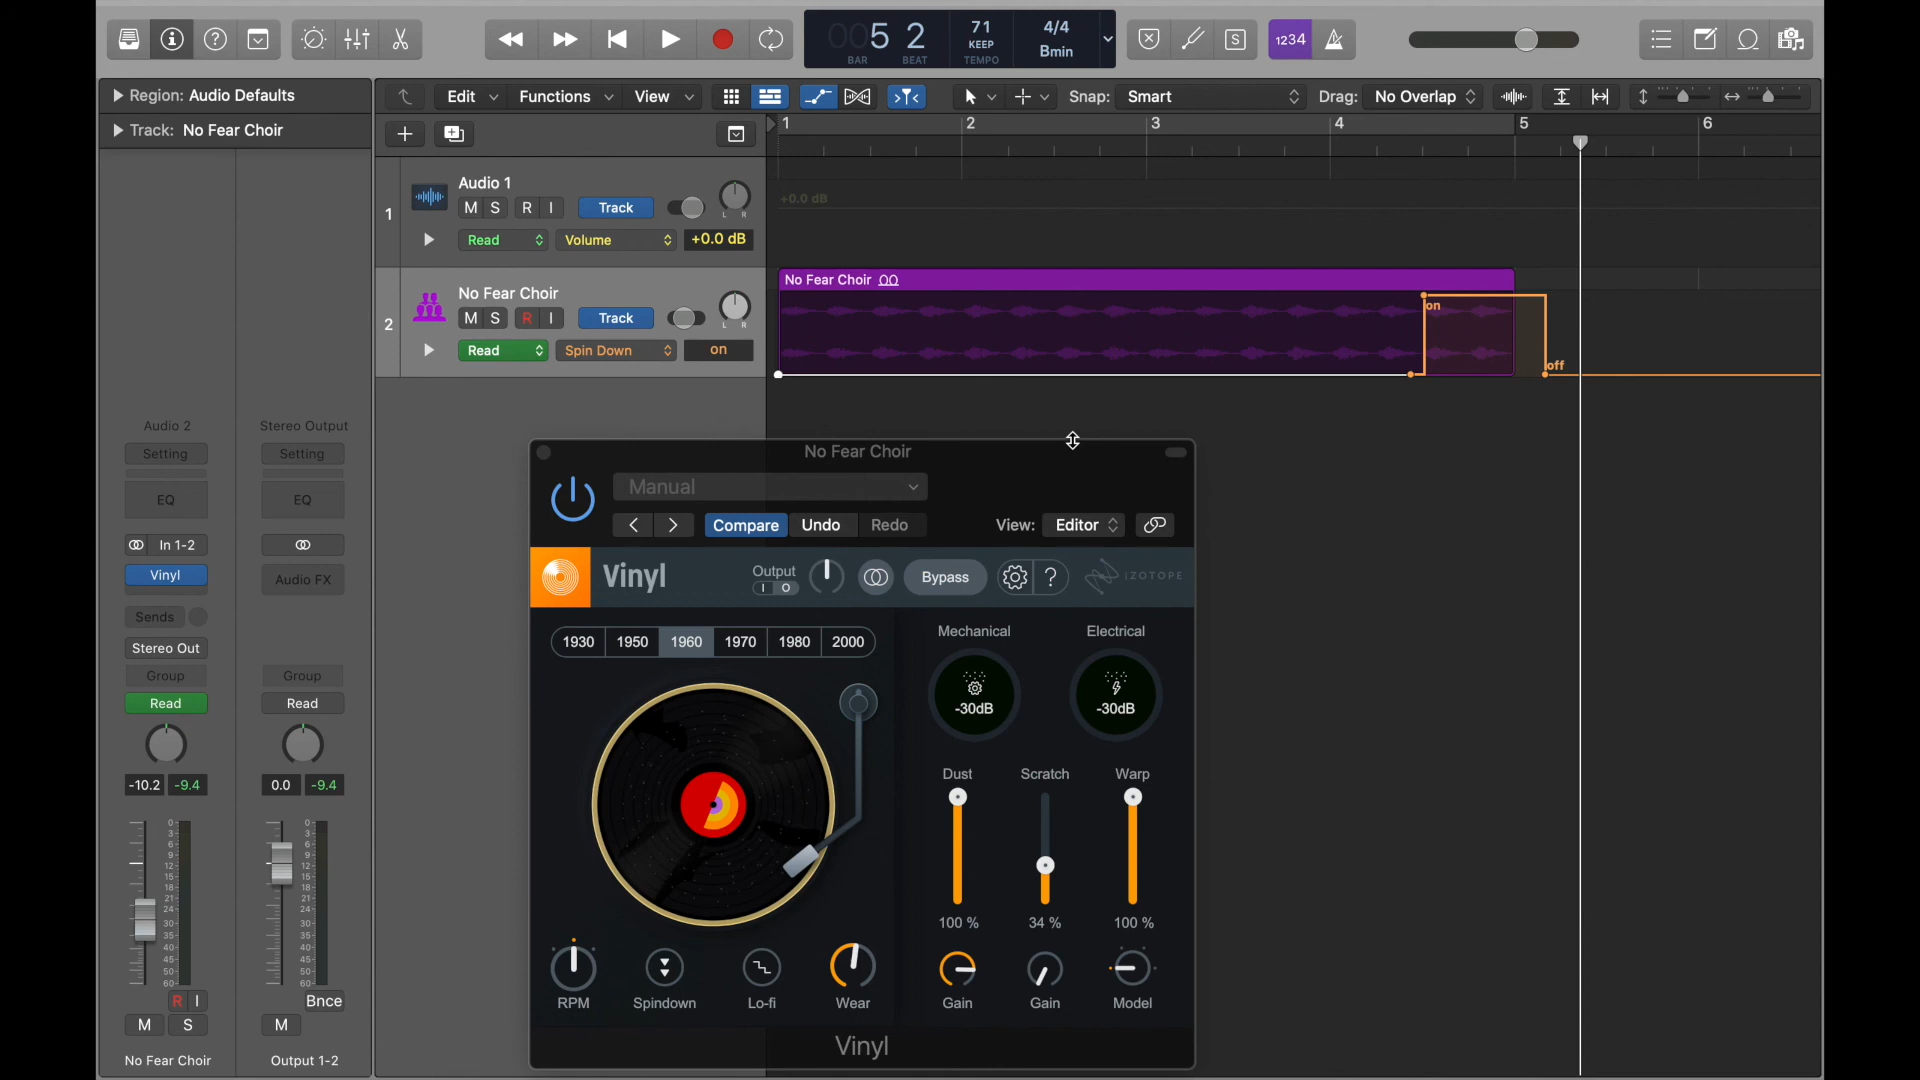 5 2
BAR BEAT
71
KEEP
TEMPO
4/4
Bmin
S
1234
Region: Audio Defaults
Track: No Fear Choir
Edit
Functions
View
Snap: Smart
Drag: No Overlap
1 2 3 4 5 6
1
Audio 1
M S R I Track
L R
Read Volume +0.0 dB
+0.0 dB
2
No Fear Choir
M S R I Track
L R
Read Spin Down on
No Fear Choir
on
off
Audio 2
Setting
EQ
In 1-2
Vinyl
Sends
Stereo Out
Group
Read
-10.2 -9.4
R I
M S
No Fear Choir
Stereo Output
Setting
EQ
Audio FX
Group
Read
0.0 -9.4
Bnce
M
Output 1-2
No Fear Choir
Manual
Compare Undo Redo
View: Editor
Vinyl
Output
I O
Bypass
?
iZOTOPE
1930 1950 1960 1970 1980 2000
Mechanical Electrical
-30dB -30dB
Dust Scratch Warp
100 % 34 % 100 %
RPM Spindown Lo-fi Wear
Gain Gain Model
Vinyl